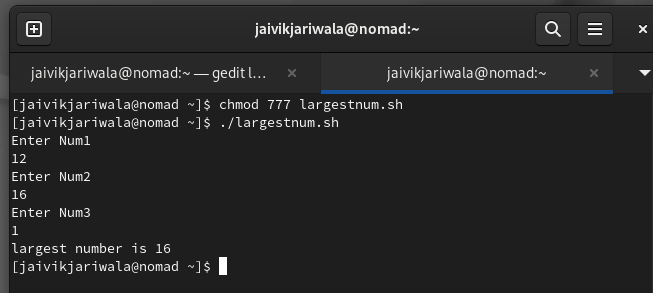 jaivikjariwala@nomad:~
jaivikjariwala@nomad:~ — gedit l…
jaivikjariwala@nomad:~
[jaivikjariwala@nomad ~]$ chmod 777 largestnum.sh
[jaivikjariwala@nomad ~]$ ./largestnum.sh
Enter Num1
12
Enter Num2
16
Enter Num3
1
largest number is 16
[jaivikjariwala@nomad ~]$